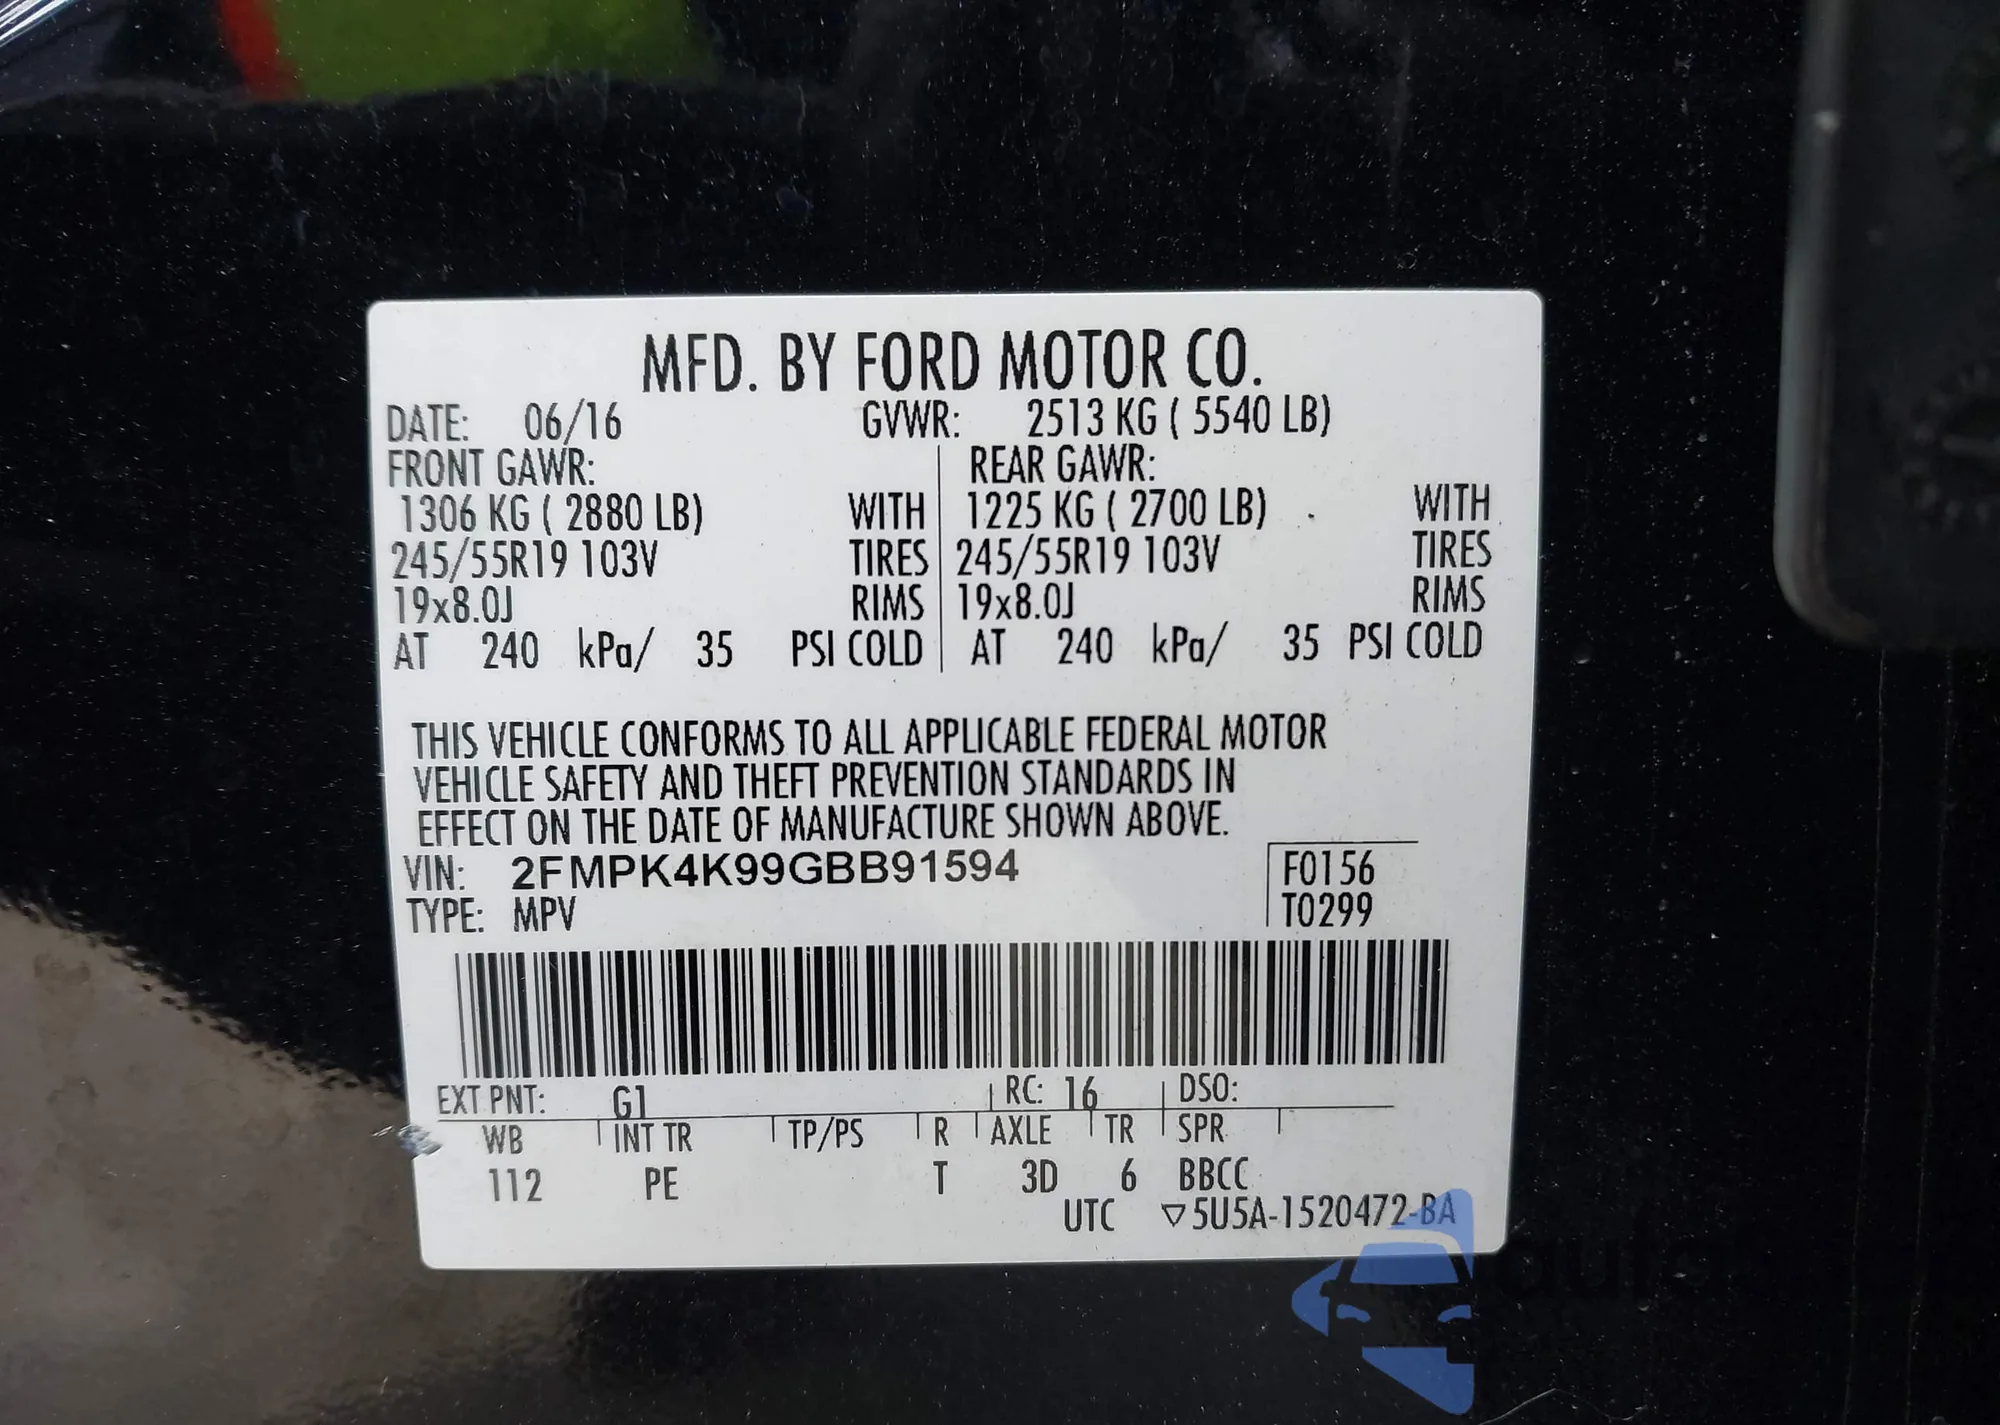 MFD. BY FORD MOTOR CO.
DATE: 06/16 GVWR: 2513 KG ( 5540 LB)
FRONT GAWR: REAR GAWR:
1306 KG ( 2880 LB) WITH 1225 KG ( 2700 LB) WITH
245/55R19 103V TIRES 245/55R19 103V TIRES
19x8.0J RIMS 19x8.0J RIMS
AT 240 kPa/ 35 PSI COLD AT 240 kPa/ 35 PSI COLD
THIS VEHICLE CONFORMS TO ALL APPLICABLE FEDERAL MOTOR
VEHICLE SAFETY AND THEFT PREVENTION STANDARDS IN
EFFECT ON THE DATE OF MANUFACTURE SHOWN ABOVE.
VIN: 2FMPK4K99GBB91594 F0156
TYPE: MPV T0299
EXT PNT: G1 RC: 16 DSO:
WB INT TR TP/PS R AXLE TR SPR
112 PE T 3D 6 BBCC
UTC ▽5U5A-1520472-BA